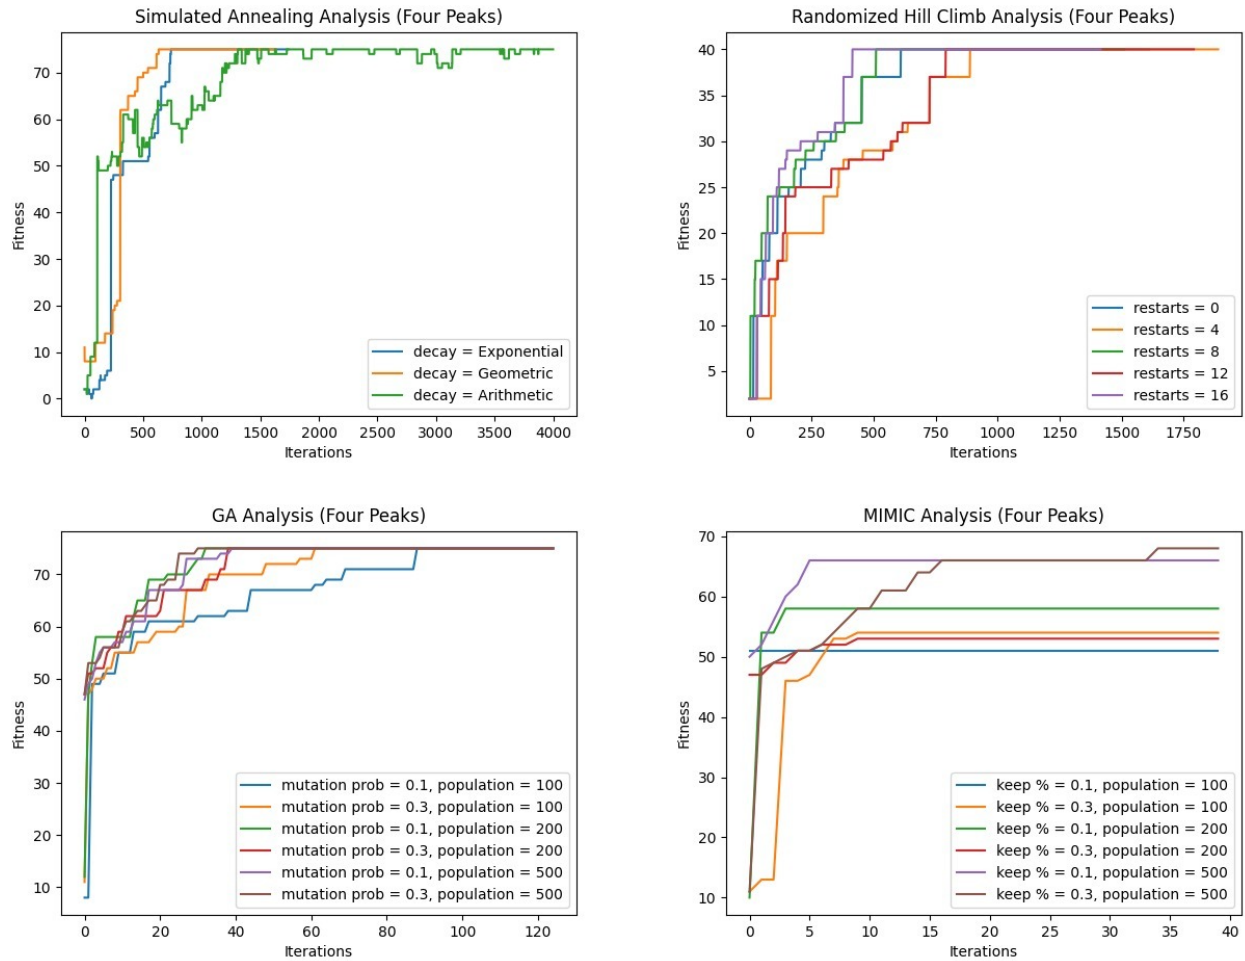 Simulated Annealing Analysis (Four Peaks)
Fitness
70
60
50
40
30
20
10
0
decay = Exponential
decay = Geometric
decay = Arithmetic
0 500 1000 1500 2000 2500 3000 3500 4000
Iterations
Randomized Hill Climb Analysis (Four Peaks)
Fitness
40
35
30
25
20
15
10
5
restarts = 0
restarts = 4
restarts = 8
restarts = 12
restarts = 16
0 250 500 750 1000 1250 1500 1750
Iterations
GA Analysis (Four Peaks)
Fitness
70
60
50
40
30
20
10
mutation prob = 0.1, population = 100
mutation prob = 0.3, population = 100
mutation prob = 0.1, population = 200
mutation prob = 0.3, population = 200
mutation prob = 0.1, population = 500
mutation prob = 0.3, population = 500
0 20 40 60 80 100 120
Iterations
MIMIC Analysis (Four Peaks)
Fitness
70
60
50
40
30
20
10
keep % = 0.1, population = 100
keep % = 0.3, population = 100
keep % = 0.1, population = 200
keep % = 0.3, population = 200
keep % = 0.1, population = 500
keep % = 0.3, population = 500
0 5 10 15 20 25 30 35 40
Iterations